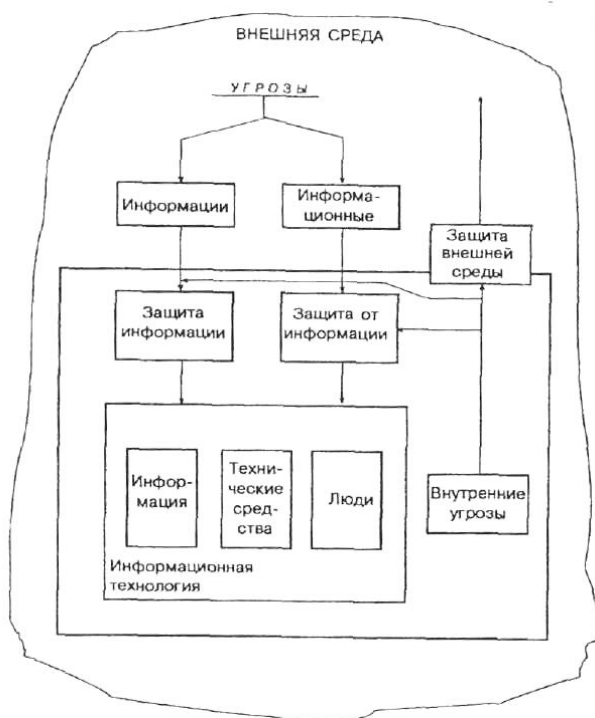 ВНЕШНЯЯ СРЕДА
УГРОЗЫ
Информации
Информа-
ционные
Защита
внешней
среды
Защита
информации
Защита от
информации
Инфор-
мация
Техни-
ческие
сред-
ства
Люди
Внутренние
угрозы
Информационная
технология